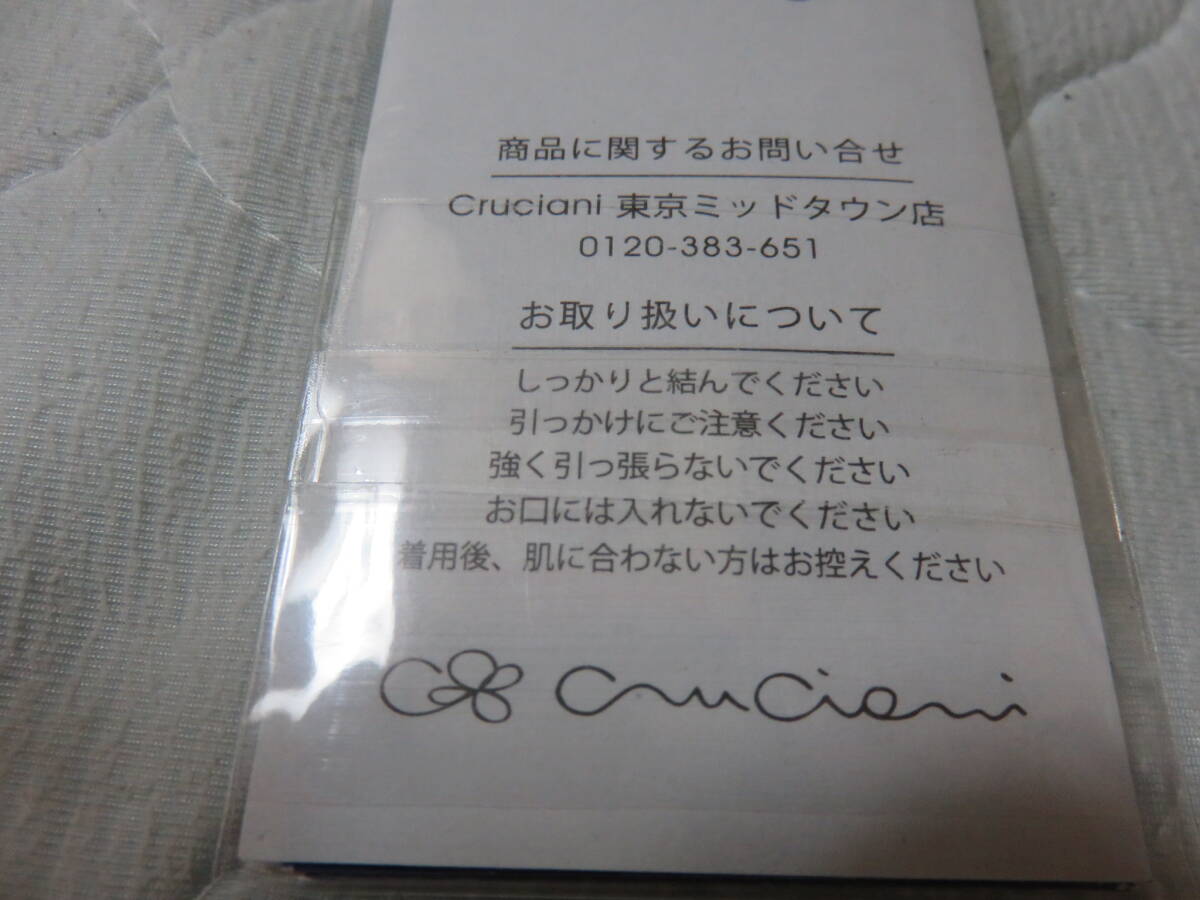 商品に関するお問い合せ
Cruciani 東京ミッドタウン店
0120-383-651
お取り扱いについて
しっかりと結んでください
引っかけにご注意ください
強く引っ張らないでください
お口には入れないでください
着用後、肌に合わない方はお控えください
Cruciani